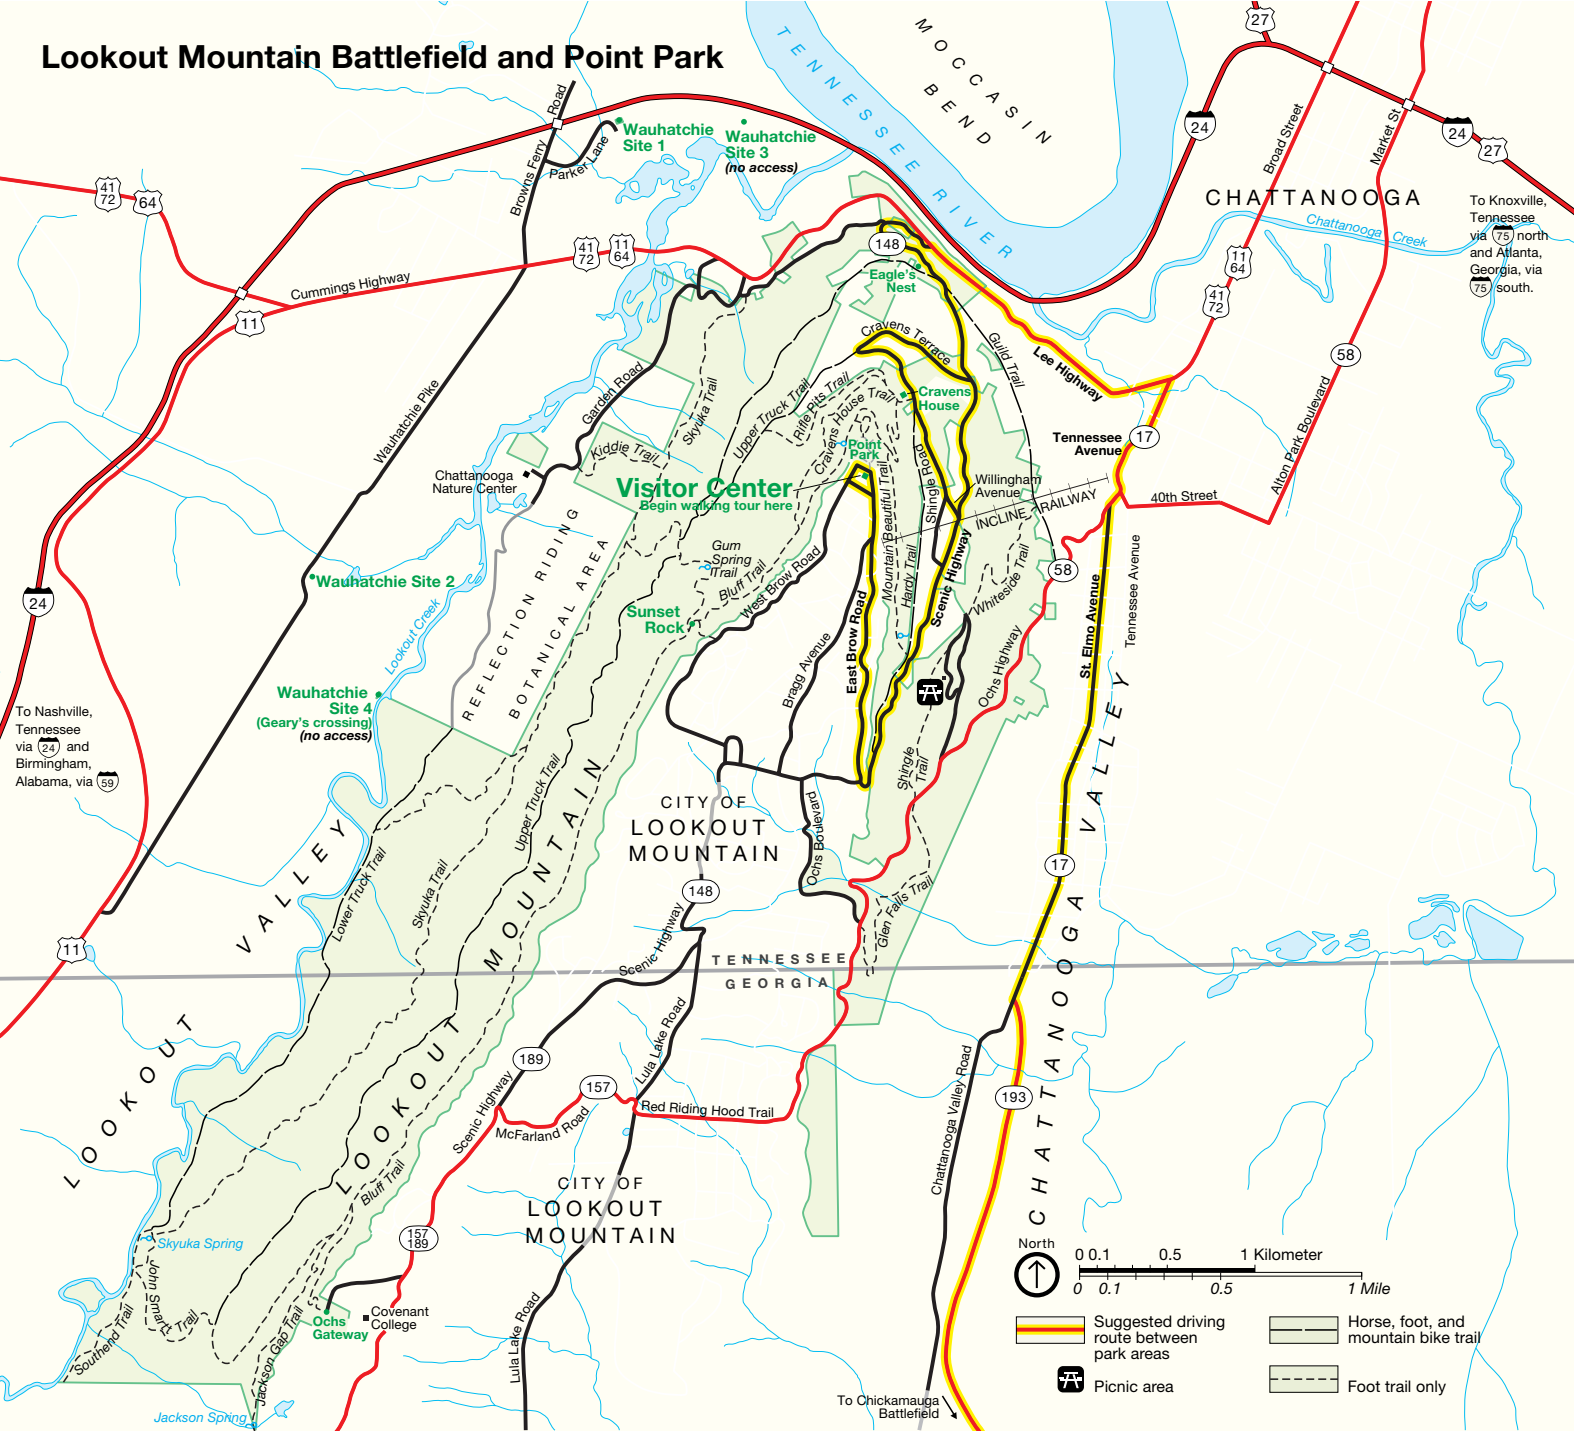 Lookout Mountain Battlefield and Point Park
TENNESSEE RIVER
MOCCASIN
BEND
27
24
24
27
Broad Street
Market St
CHATTANOOGA
Chattanooga Creek
To Knoxville,
Tennessee
via 75 north
and Atlanta,
Georgia, via
75 south.
41
72
64
Browns Ferry Road
Parker Lane
Wauhatchie
Site 1
Wauhatchie
Site 3
(no access)
41
72
11
64
Cummings Highway
11
148
Eagle's
Nest
11
64
41
72
58
Cravens Terrace
Guild Trail
Lee Highway
Cravens
House
Tennessee
Avenue
17
Alton Park Boulevard
40th Street
Wauhatchie Pike
Garden Road
Skyuka Trail
Upper Truck Trail
Rifle Pits Trail
Cravens House Trail
Kiddie Trail
Point
Park
Chattanooga
Nature Center
Visitor Center
Begin walking tour here
Mountain Beautiful Trail
Shingle Road
Willingham
Avenue
INCLINE RAILWAY
Hardy Trail
Scenic Highway
Whiteside Trail
58
Gum
Spring
Trail
Bluff Trail
West Brow Road
Sunset
Rock
East Brow Road
Bragg Avenue
Ochs Highway
St. Elmo Avenue
Tennessee Avenue
24
Wauhatchie Site 2
Lookout Creek
REFLECTION RIDING
BOTANICAL AREA
Wauhatchie
Site 4
(Geary's crossing)
(no access)
To Nashville,
Tennessee
via 24 and
Birmingham,
Alabama, via 59
Upper Truck Trail
Shingle
Trail
CITY OF
LOOKOUT
MOUNTAIN
Ochs Boulevard
17
148
Lower Truck Trail
Skyuka Trail
Glen Falls Trail
11
Scenic Highway
TENNESSEE
GEORGIA
LOOKOUT VALLEY
LOOKOUT MOUNTAIN
CHATTANOOGA VALLEY
189
Lula Lake Road
157
Scenic Highway
McFarland Road
Red Riding Hood Trail
Chattanooga Valley Road
193
Bluff Trail
CITY OF
LOOKOUT
MOUNTAIN
157
189
Skyuka Spring
John Smart Trail
Southend Trail
Jackson Gap Trail
Ochs
Gateway
Covenant
College
Lula Lake Road
Jackson Spring
To Chickamauga
Battlefield
North
0 0.1 0.5 1 Kilometer
0 0.1 0.5 1 Mile
Suggested driving
route between
park areas
Picnic area
Horse, foot, and
mountain bike trail
Foot trail only